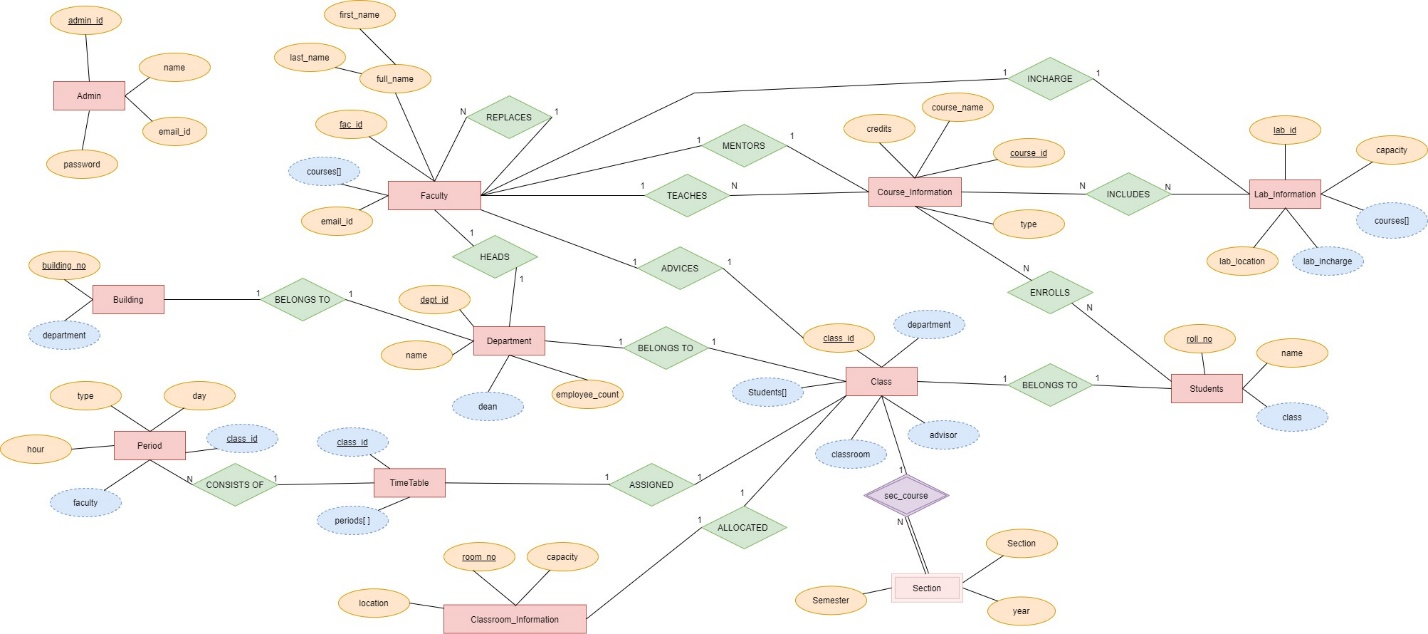 first_name
admin_id
last_name
full_name
name
Admin
email_id
password
N
REPLACES
1
fac_id
courses[]
email_id
Faculty
1
INCHARGE
1
1
MENTORS
1
1
TEACHES
N
credits
course_name
course_id
Course_Information
type
N
INCLUDES
N
lab_id
capacity
Lab_Information
courses[]
lab_location
lab_incharge
1
HEADS
1
1
ADVICES
1
N
ENROLLS
N
building_no
Building
department
1
BELONGS TO
1
dept_id
Department
name
dean
employee_count
1
BELONGS TO
1
class_id
department
Class
Students[]
classroom
advisor
1
BELONGS TO
1
roll_no
name
Students
class
type
day
hour
Period
class_id
faculty
N
CONSISTS OF
1
class_id
TimeTable
periods[ ]
1
ASSIGNED
1
1
ALLOCATED
1
1
sec_course
N
Section
Section
Semester
year
room_no
capacity
location
Classroom_Information